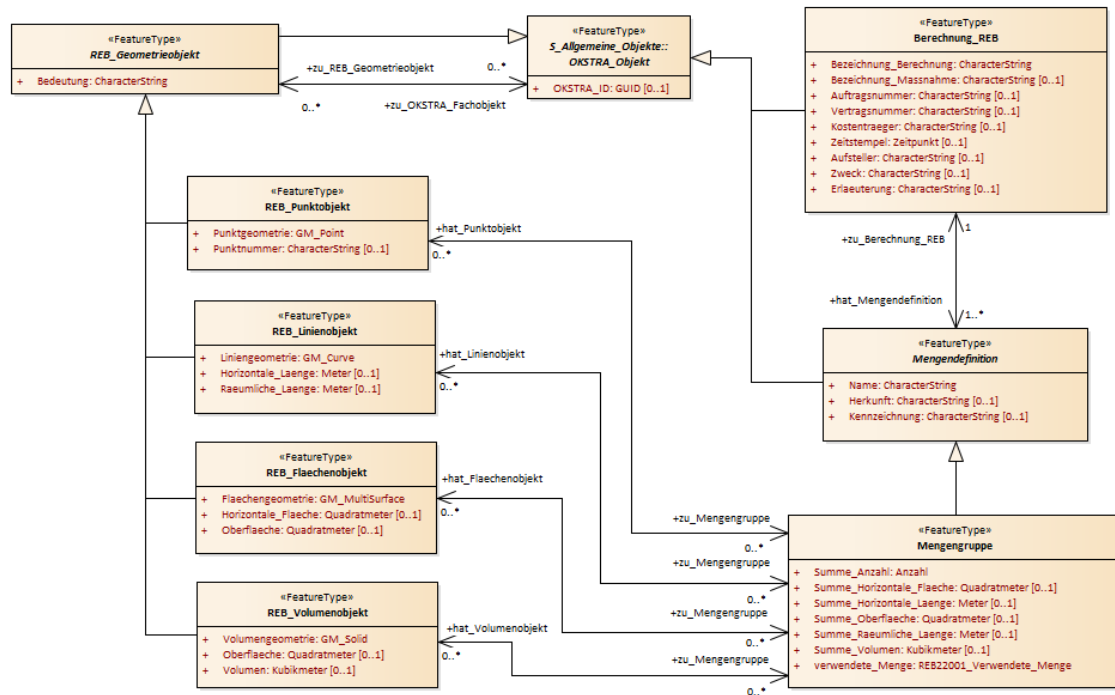 «FeatureType»
REB_Geometrieobjekt
+ Bedeutung: CharacterString
«FeatureType»
S_Allgemeine_Objekte::
OKSTRA_Objekt
+ OKSTRA_ID: GUID [0..1]
«FeatureType»
Berechnung_REB
+ Bezeichnung_Berechnung: CharacterString
+ Bezeichnung_Massnahme: CharacterString [0..1]
+ Auftragsnummer: CharacterString [0..1]
+ Vertragsnummer: CharacterString [0..1]
+ Kostentraeger: CharacterString [0..1]
+ Zeitstempel: Zeitpunkt [0..1]
+ Aufsteller: CharacterString [0..1]
+ Zweck: CharacterString [0..1]
+ Erlaeuterung: CharacterString [0..1]
+zu_REB_Geometrieobjekt
0..*
0..*
+zu_OKSTRA_Fachobjekt
«FeatureType»
REB_Punktobjekt
+ Punktgeometrie: GM_Point
+ Punktnummer: CharacterString [0..1]
+hat_Punktobjekt
0..*
+zu_Berechnung_REB
1
+hat_Mengendefinition
1..*
«FeatureType»
REB_Linienobjekt
+ Liniengeometrie: GM_Curve
+ Horizontale_Laenge: Meter [0..1]
+ Raeumliche_Laenge: Meter [0..1]
+hat_Linienobjekt
0..*
«FeatureType»
Mengendefinition
+ Name: CharacterString
+ Herkunft: CharacterString [0..1]
+ Kennzeichnung: CharacterString [0..1]
«FeatureType»
REB_Flaechenobjekt
+ Flaechengeometrie: GM_MultiSurface
+ Horizontale_Flaeche: Quadratmeter [0..1]
+ Oberflaeche: Quadratmeter [0..1]
+hat_Flaechenobjekt
0..*
+zu_Mengengruppe
0..*
+zu_Mengengruppe
0..*
+zu_Mengengruppe
0..*
+zu_Mengengruppe
0..*
«FeatureType»
Mengengruppe
+ Summe_Anzahl: Anzahl
+ Summe_Horizontale_Flaeche: Quadratmeter [0..1]
+ Summe_Horizontale_Laenge: Meter [0..1]
+ Summe_Oberflaeche: Quadratmeter [0..1]
+ Summe_Raeumliche_Laenge: Meter [0..1]
+ Summe_Volumen: Kubikmeter [0..1]
+ verwendete_Menge: REB22001_Verwendete_Menge
«FeatureType»
REB_Volumenobjekt
+ Volumengeometrie: GM_Solid
+ Oberflaeche: Quadratmeter [0..1]
+ Volumen: Kubikmeter [0..1]
+hat_Volumenobjekt
0..*